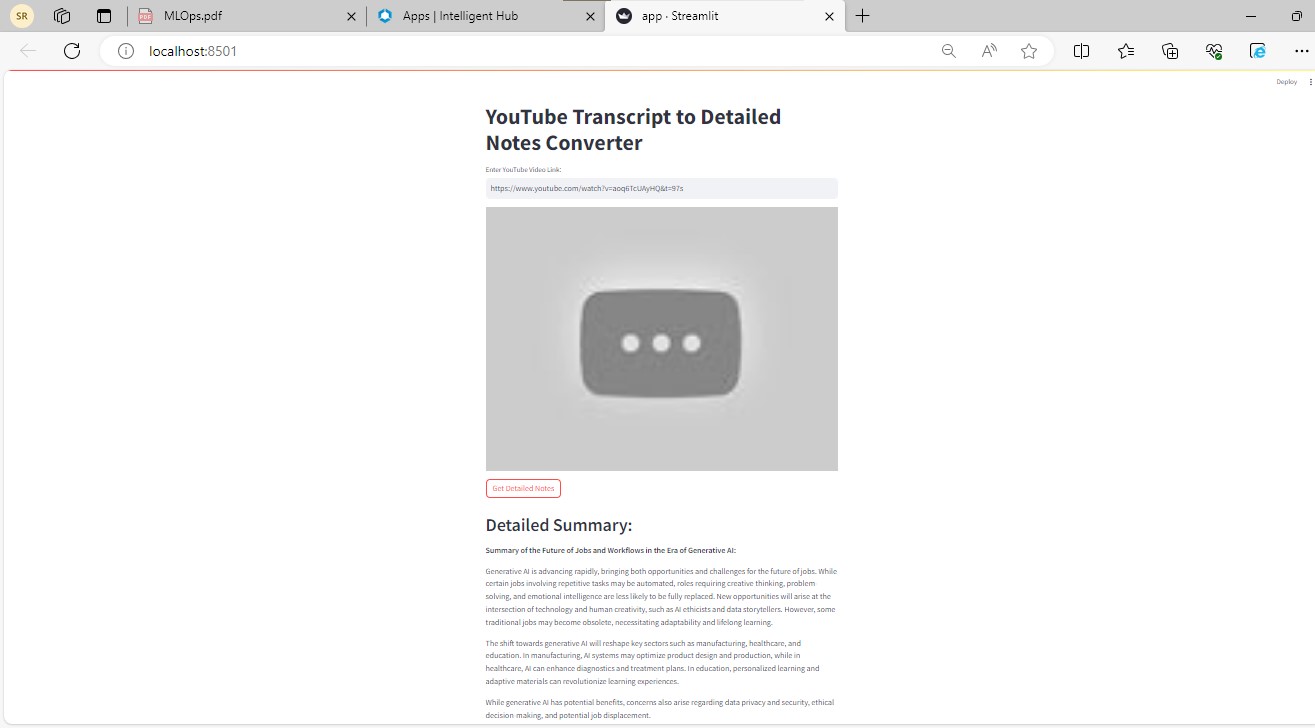 SR
MLOps.pdf
Apps | Intelligent Hub
app · Streamlit
localhost:8501
Deploy
YouTube Transcript to Detailed
Notes Converter
Enter YouTube Video Link:
https://www.youtube.com/watch?v=aoq6TcUAyHQ&t=97s
Get Detailed Notes
Detailed Summary:
Summary of the Future of Jobs and Workflows in the Era of Generative AI:
Generative AI is advancing rapidly, bringing both opportunities and challenges for the future of jobs. While
certain jobs involving repetitive tasks may be automated, roles requiring creative thinking, problem
solving, and emotional intelligence are less likely to be fully replaced. New opportunities will arise at the
intersection of technology and human creativity, such as AI ethicists and data storytellers. However, some
traditional jobs may become obsolete, necessitating adaptability and lifelong learning.
The shift towards generative AI will reshape key sectors such as manufacturing, healthcare, and
education. In manufacturing, AI systems may optimize product design and production, while in
healthcare, AI can enhance diagnostics and treatment plans. In education, personalized learning and
adaptive materials can revolutionize learning experiences.
While generative AI has potential benefits, concerns also arise regarding data privacy and security, ethical
decision-making, and potential job displacement.